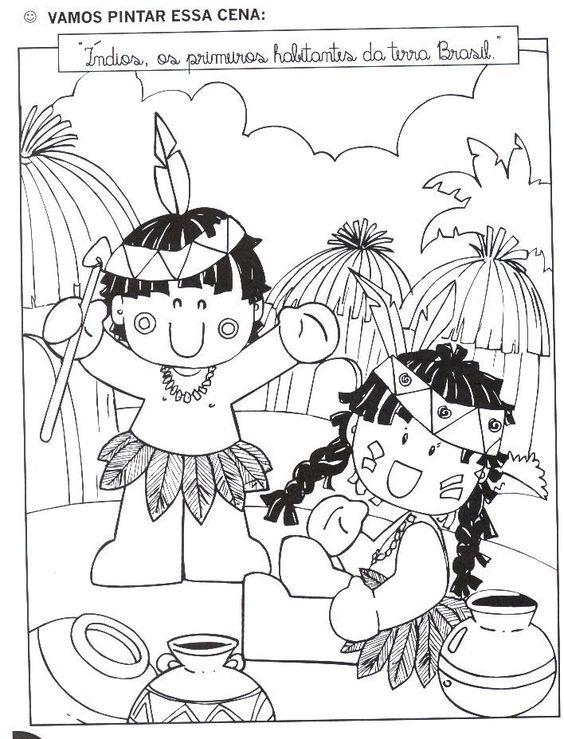 VAMOS PINTAR ESSA CENA:
"Índios, os primeiros habitantes da terra Brasil."